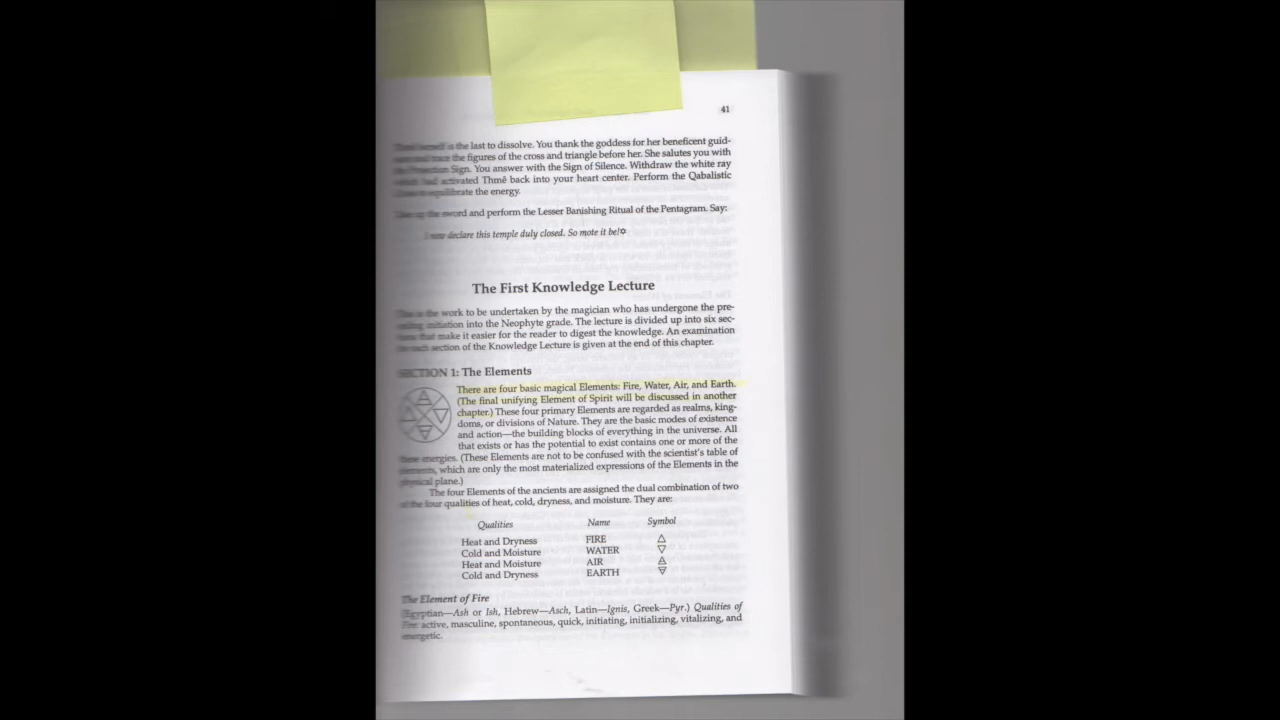 41
is the last to dissolve. You thank the goddess for her beneficent guid-
the figures of the cross and triangle before her. She salutes you with
Sign. You answer with the Sign of Silence. Withdraw the white ray
activated Thmê back into your heart center. Perform the Qabalistic
equilibrate the energy.
sword and perform the Lesser Banishing Ritual of the Pentagram. Say:
I now declare this temple duly closed. So mote it be!✡
The First Knowledge Lecture
This is the work to be undertaken by the magician who has undergone the pre-
initiation into the Neophyte grade. The lecture is divided up into six sec-
that make it easier for the reader to digest the knowledge. An examination
section of the Knowledge Lecture is given at the end of this chapter.
SECTION 1: The Elements
There are four basic magical Elements: Fire, Water, Air, and Earth.
(The final unifying Element of Spirit will be discussed in another
chapter.) These four primary Elements are regarded as realms, king-
doms, or divisions of Nature. They are the basic modes of existence
and action—the building blocks of everything in the universe. All
that exists or has the potential to exist contains one or more of the
these energies. (These Elements are not to be confused with the scientist's table of
elements, which are only the most materialized expressions of the Elements in the
physical plane.)
The four Elements of the ancients are assigned the dual combination of two
of the four qualities of heat, cold, dryness, and moisture. They are:
Qualities Name Symbol
Heat and Dryness FIRE 🜂
Cold and Moisture WATER 🜄
Heat and Moisture AIR 🜁
Cold and Dryness EARTH 🜃
The Element of Fire
(Egyptian—Ash or Ish, Hebrew—Asch, Latin—Ignis, Greek—Pyr.) Qualities of
Fire: active, masculine, spontaneous, quick, initiating, initializing, vitalizing, and
energetic.